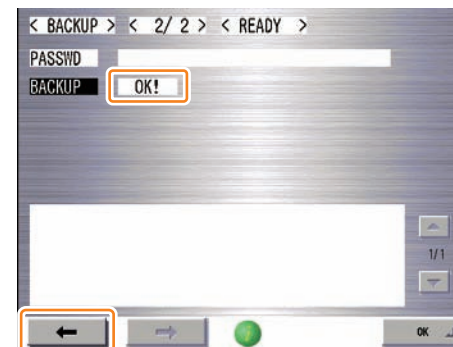 < BACKUP > < 2/ 2 > < READY >
PASSWD
BACKUP OK!
1/1
OK